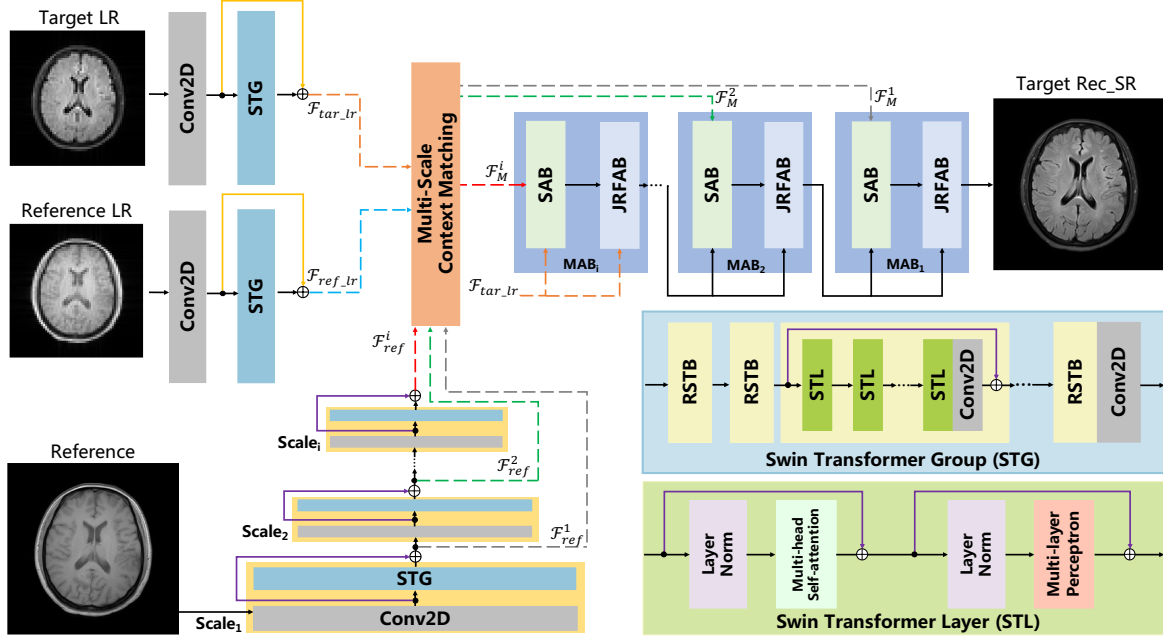 Target LR
Conv2D
STG
ℱ_tar_lr
Reference LR
Conv2D
STG
ℱ_ref_lr
Multi-Scale
Context Matching
ℱ_M^i
ℱ_M^2
ℱ_M^1
SAB
JRFAB
MAB_i
SAB
JRFAB
MAB_2
SAB
JRFAB
MAB_1
ℱ_tar_lr
Target Rec_SR
Reference
ℱ_ref^i
ℱ_ref^2
ℱ_ref^1
Scale_i
Scale_2
Scale_1
STG
Conv2D
RSTB
RSTB
STL
STL
STL
Conv2D
RSTB
Conv2D
Swin Transformer Group (STG)
Layer
Norm
Multi-head
Self-attention
Layer
Norm
Multi-layer
Perceptron
Swin Transformer Layer (STL)